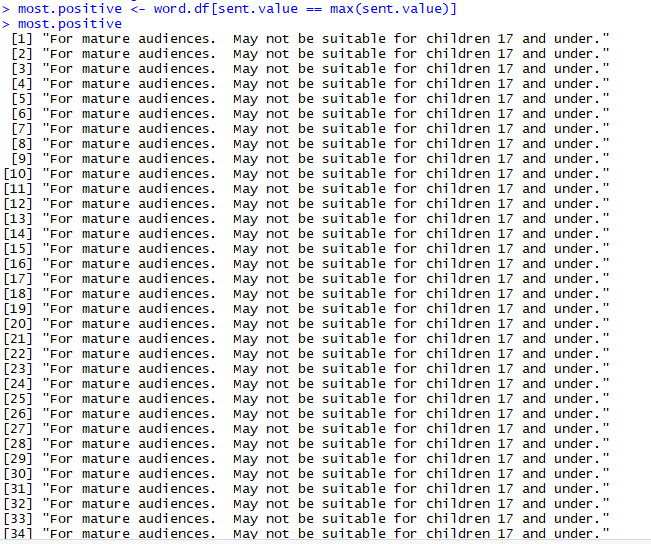 > most.positive <- word.df[sent.value == max(sent.value)]
> most.positive
[1] "For mature audiences.  May not be suitable for children 17 and under."
[2] "For mature audiences.  May not be suitable for children 17 and under."
[3] "For mature audiences.  May not be suitable for children 17 and under."
[4] "For mature audiences.  May not be suitable for children 17 and under."
[5] "For mature audiences.  May not be suitable for children 17 and under."
[6] "For mature audiences.  May not be suitable for children 17 and under."
[7] "For mature audiences.  May not be suitable for children 17 and under."
[8] "For mature audiences.  May not be suitable for children 17 and under."
[9] "For mature audiences.  May not be suitable for children 17 and under."
[10] "For mature audiences.  May not be suitable for children 17 and under."
[11] "For mature audiences.  May not be suitable for children 17 and under."
[12] "For mature audiences.  May not be suitable for children 17 and under."
[13] "For mature audiences.  May not be suitable for children 17 and under."
[14] "For mature audiences.  May not be suitable for children 17 and under."
[15] "For mature audiences.  May not be suitable for children 17 and under."
[16] "For mature audiences.  May not be suitable for children 17 and under."
[17] "For mature audiences.  May not be suitable for children 17 and under."
[18] "For mature audiences.  May not be suitable for children 17 and under."
[19] "For mature audiences.  May not be suitable for children 17 and under."
[20] "For mature audiences.  May not be suitable for children 17 and under."
[21] "For mature audiences.  May not be suitable for children 17 and under."
[22] "For mature audiences.  May not be suitable for children 17 and under."
[23] "For mature audiences.  May not be suitable for children 17 and under."
[24] "For mature audiences.  May not be suitable for children 17 and under."
[25] "For mature audiences.  May not be suitable for children 17 and under."
[26] "For mature audiences.  May not be suitable for children 17 and under."
[27] "For mature audiences.  May not be suitable for children 17 and under."
[28] "For mature audiences.  May not be suitable for children 17 and under."
[29] "For mature audiences.  May not be suitable for children 17 and under."
[30] "For mature audiences.  May not be suitable for children 17 and under."
[31] "For mature audiences.  May not be suitable for children 17 and under."
[32] "For mature audiences.  May not be suitable for children 17 and under."
[33] "For mature audiences.  May not be suitable for children 17 and under."
[34] "For mature audiences.  May not be suitable for children 17 and under."